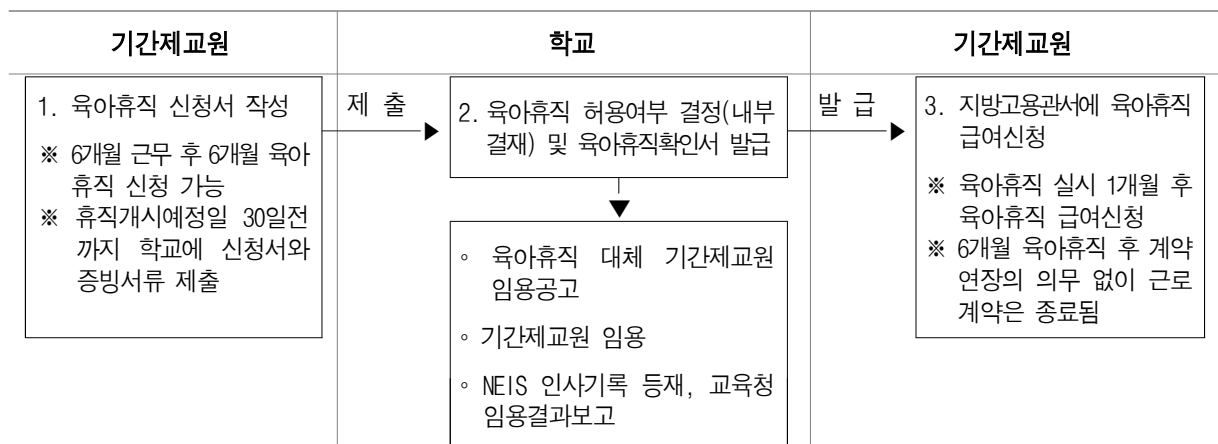 기간제교원
학교
기간제교원
1. 육아휴직 신청서 작성
※ 6개월 근무 후 6개월 육아
휴직 신청 가능
※ 휴직개시예정일 30일전
까지 학교에 신청서와
증빙서류 제출
제 출
2. 육아휴직 허용여부 결정(내부
결재) 및 육아휴직확인서 발급
◦ 육아휴직 대체 기간제교원
임용공고
◦ 기간제교원 임용
◦ NEIS 인사기록 등재, 교육청
임용결과보고
발 급
3. 지방고용관서에 육아휴직
급여신청
※ 육아휴직 실시 1개월 후
육아휴직 급여신청
※ 6개월 육아휴직 후 계약
연장의 의무 없이 근로
계약은 종료됨